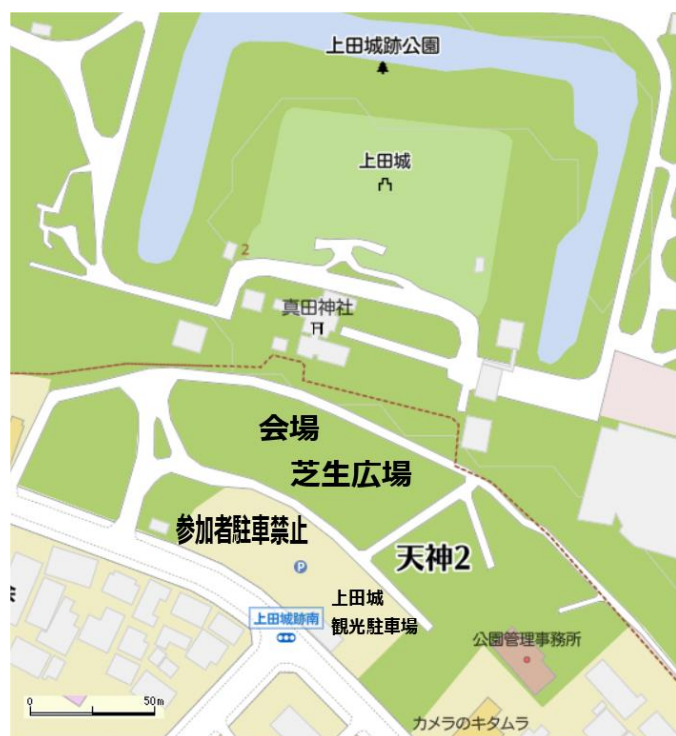 上田城跡公園
上田城
2
真田神社
会場
芝生広場
参加者駐車禁止
天神2
P
上田城
観光駐車場
上田城跡南
公園管理事務所
カメラのキタムラ
0 50m